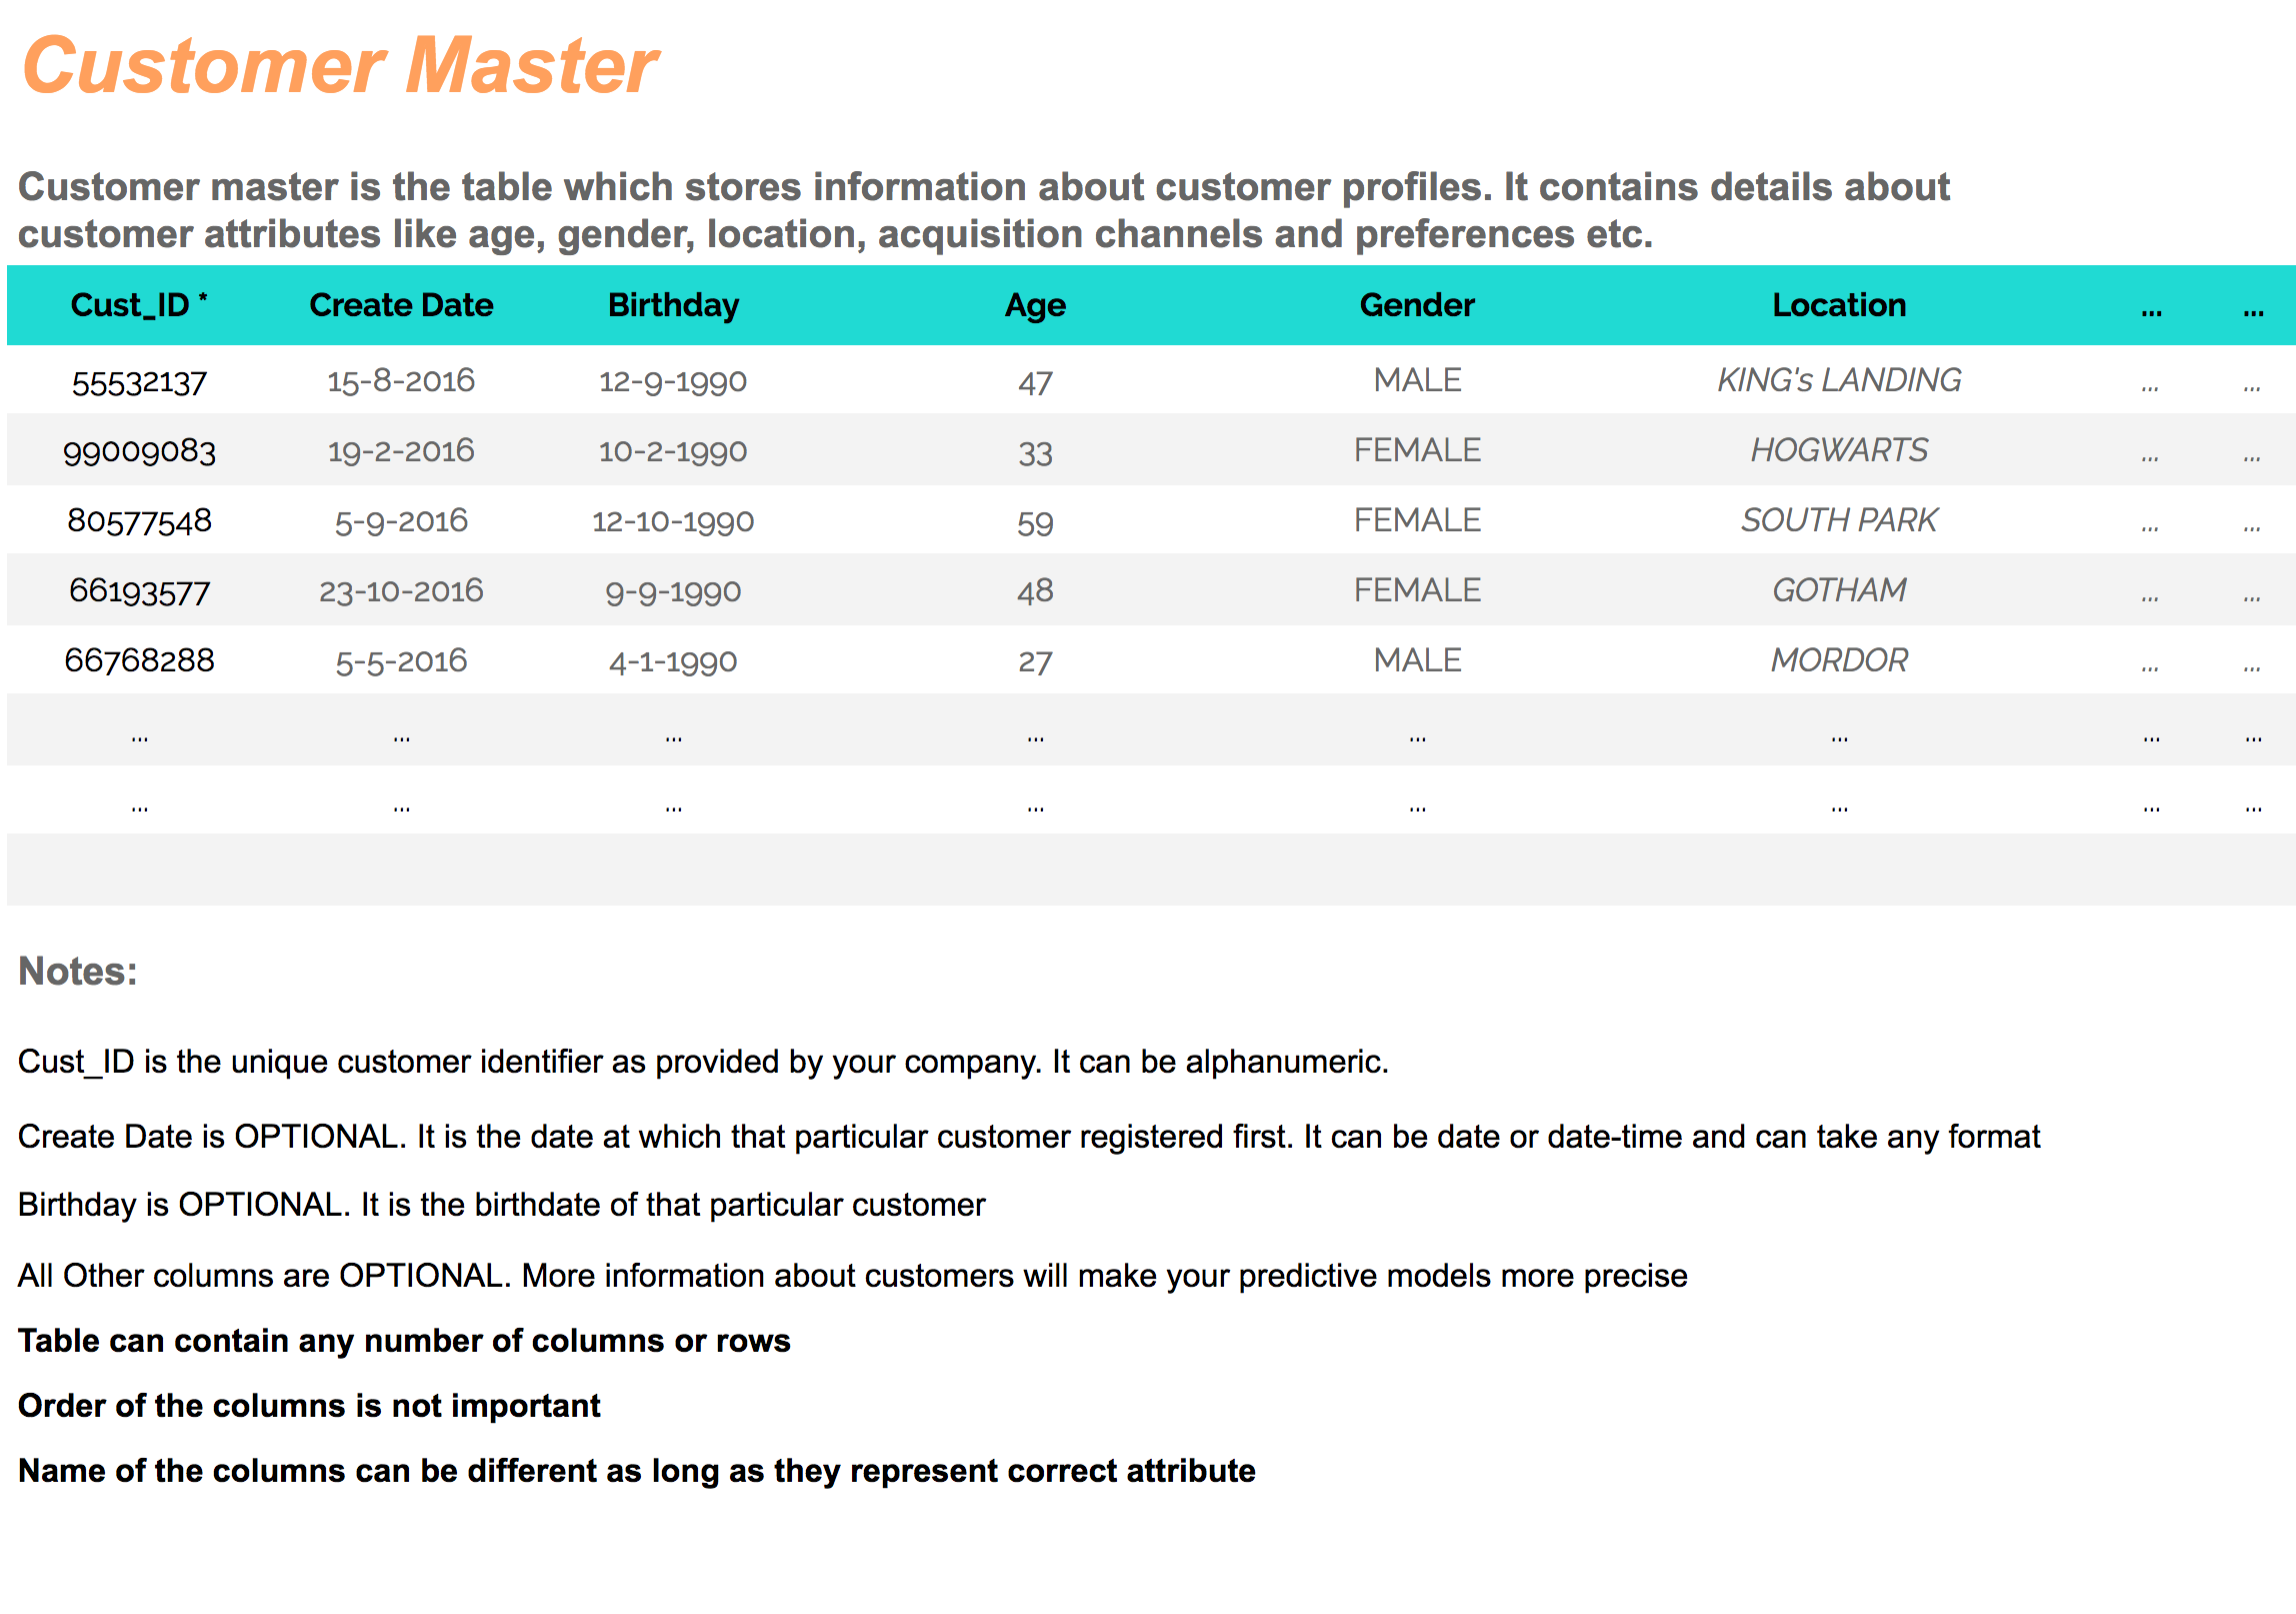 Customer Master
Customer master is the table which stores information about customer profiles. It contains details about
customer attributes like age, gender, location, acquisition channels and preferences etc.
Cust_ID * Create Date Birthday Age Gender Location ... ...
55532137 15-8-2016 12-9-1990 47 MALE KING's LANDING ... ...
99009083 19-2-2016 10-2-1990 33 FEMALE HOGWARTS ... ...
80577548 5-9-2016 12-10-1990 59 FEMALE SOUTH PARK ... ...
66193577 23-10-2016 9-9-1990 48 FEMALE GOTHAM ... ...
66768288 5-5-2016 4-1-1990 27 MALE MORDOR ... ...
... ... ... ... ... ... ... ...
... ... ... ... ... ... ... ...
Notes:
Cust_ID is the unique customer identifier as provided by your company. It can be alphanumeric.
Create Date is OPTIONAL. It is the date at which that particular customer registered first. It can be date or date-time and can take any format
Birthday is OPTIONAL. It is the birthdate of that particular customer
All Other columns are OPTIONAL. More information about customers will make your predictive models more precise
Table can contain any number of columns or rows
Order of the columns is not important
Name of the columns can be different as long as they represent correct attribute